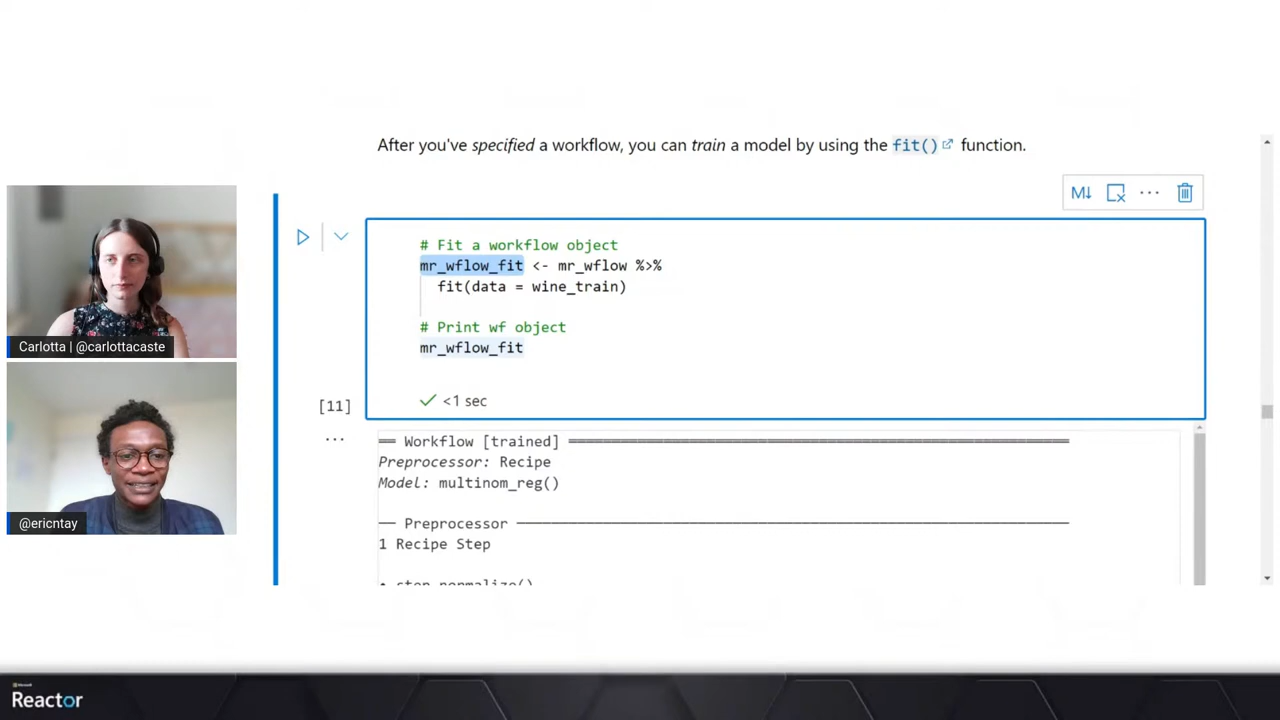 After you've specified a workflow, you can train a model by using the fit() function.
M↓
# Fit a workflow object
mr_wflow_fit <- mr_wflow %>%
fit(data = wine_train)
# Print wf object
mr_wflow_fit
<1 sec
[11]
Workflow [trained]
Preprocessor: Recipe
Model: multinom_reg()
Preprocessor
1 Recipe Step
• step_normalize()
Carlotta | @carlottacaste
@ericntay
Microsoft
Reactor